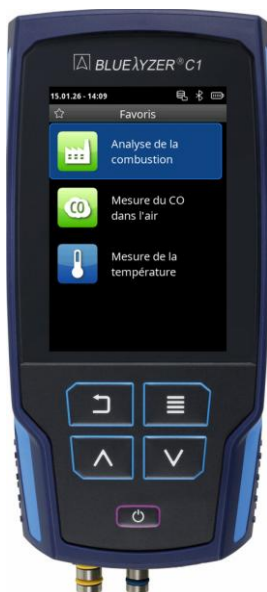 BLUEλYZER®C1
15.01.26 - 14:09
Favoris
Analyse de la
combustion
CO
Mesure du CO
dans l'air
Mesure de la
température